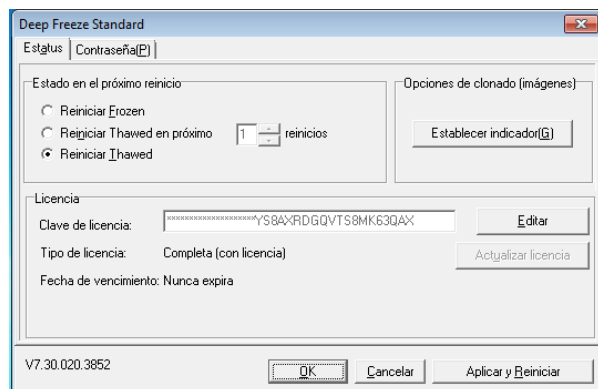 Deep Freeze Standard
Estatus
Contraseña(P)
Estado en el próximo reinicio
Reiniciar Frozen
Reiniciar Thawed en próximo 1 reinicios
Reiniciar Thawed
Opciones de clonado (imágenes)
Establecer indicador(G)
Licencia
Clave de licencia: *******************YS8AXRDGQVTS8MK63QAX
Editar
Tipo de licencia: Completa (con licencia)
Actualizar licencia
Fecha de vencimiento: Nunca expira
V7.30.020.3852
OK
Cancelar
Aplicar y Reiniciar